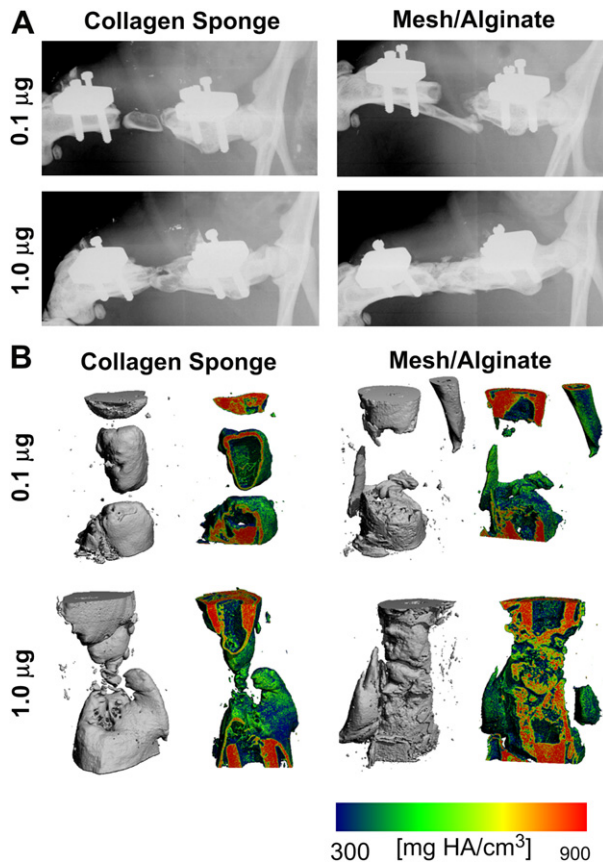 A
Collagen Sponge
Mesh/Alginate
0.1 µg
1.0 µg
B
Collagen Sponge
Mesh/Alginate
0.1 µg
1.0 µg
300 [mg HA/cm³] 900